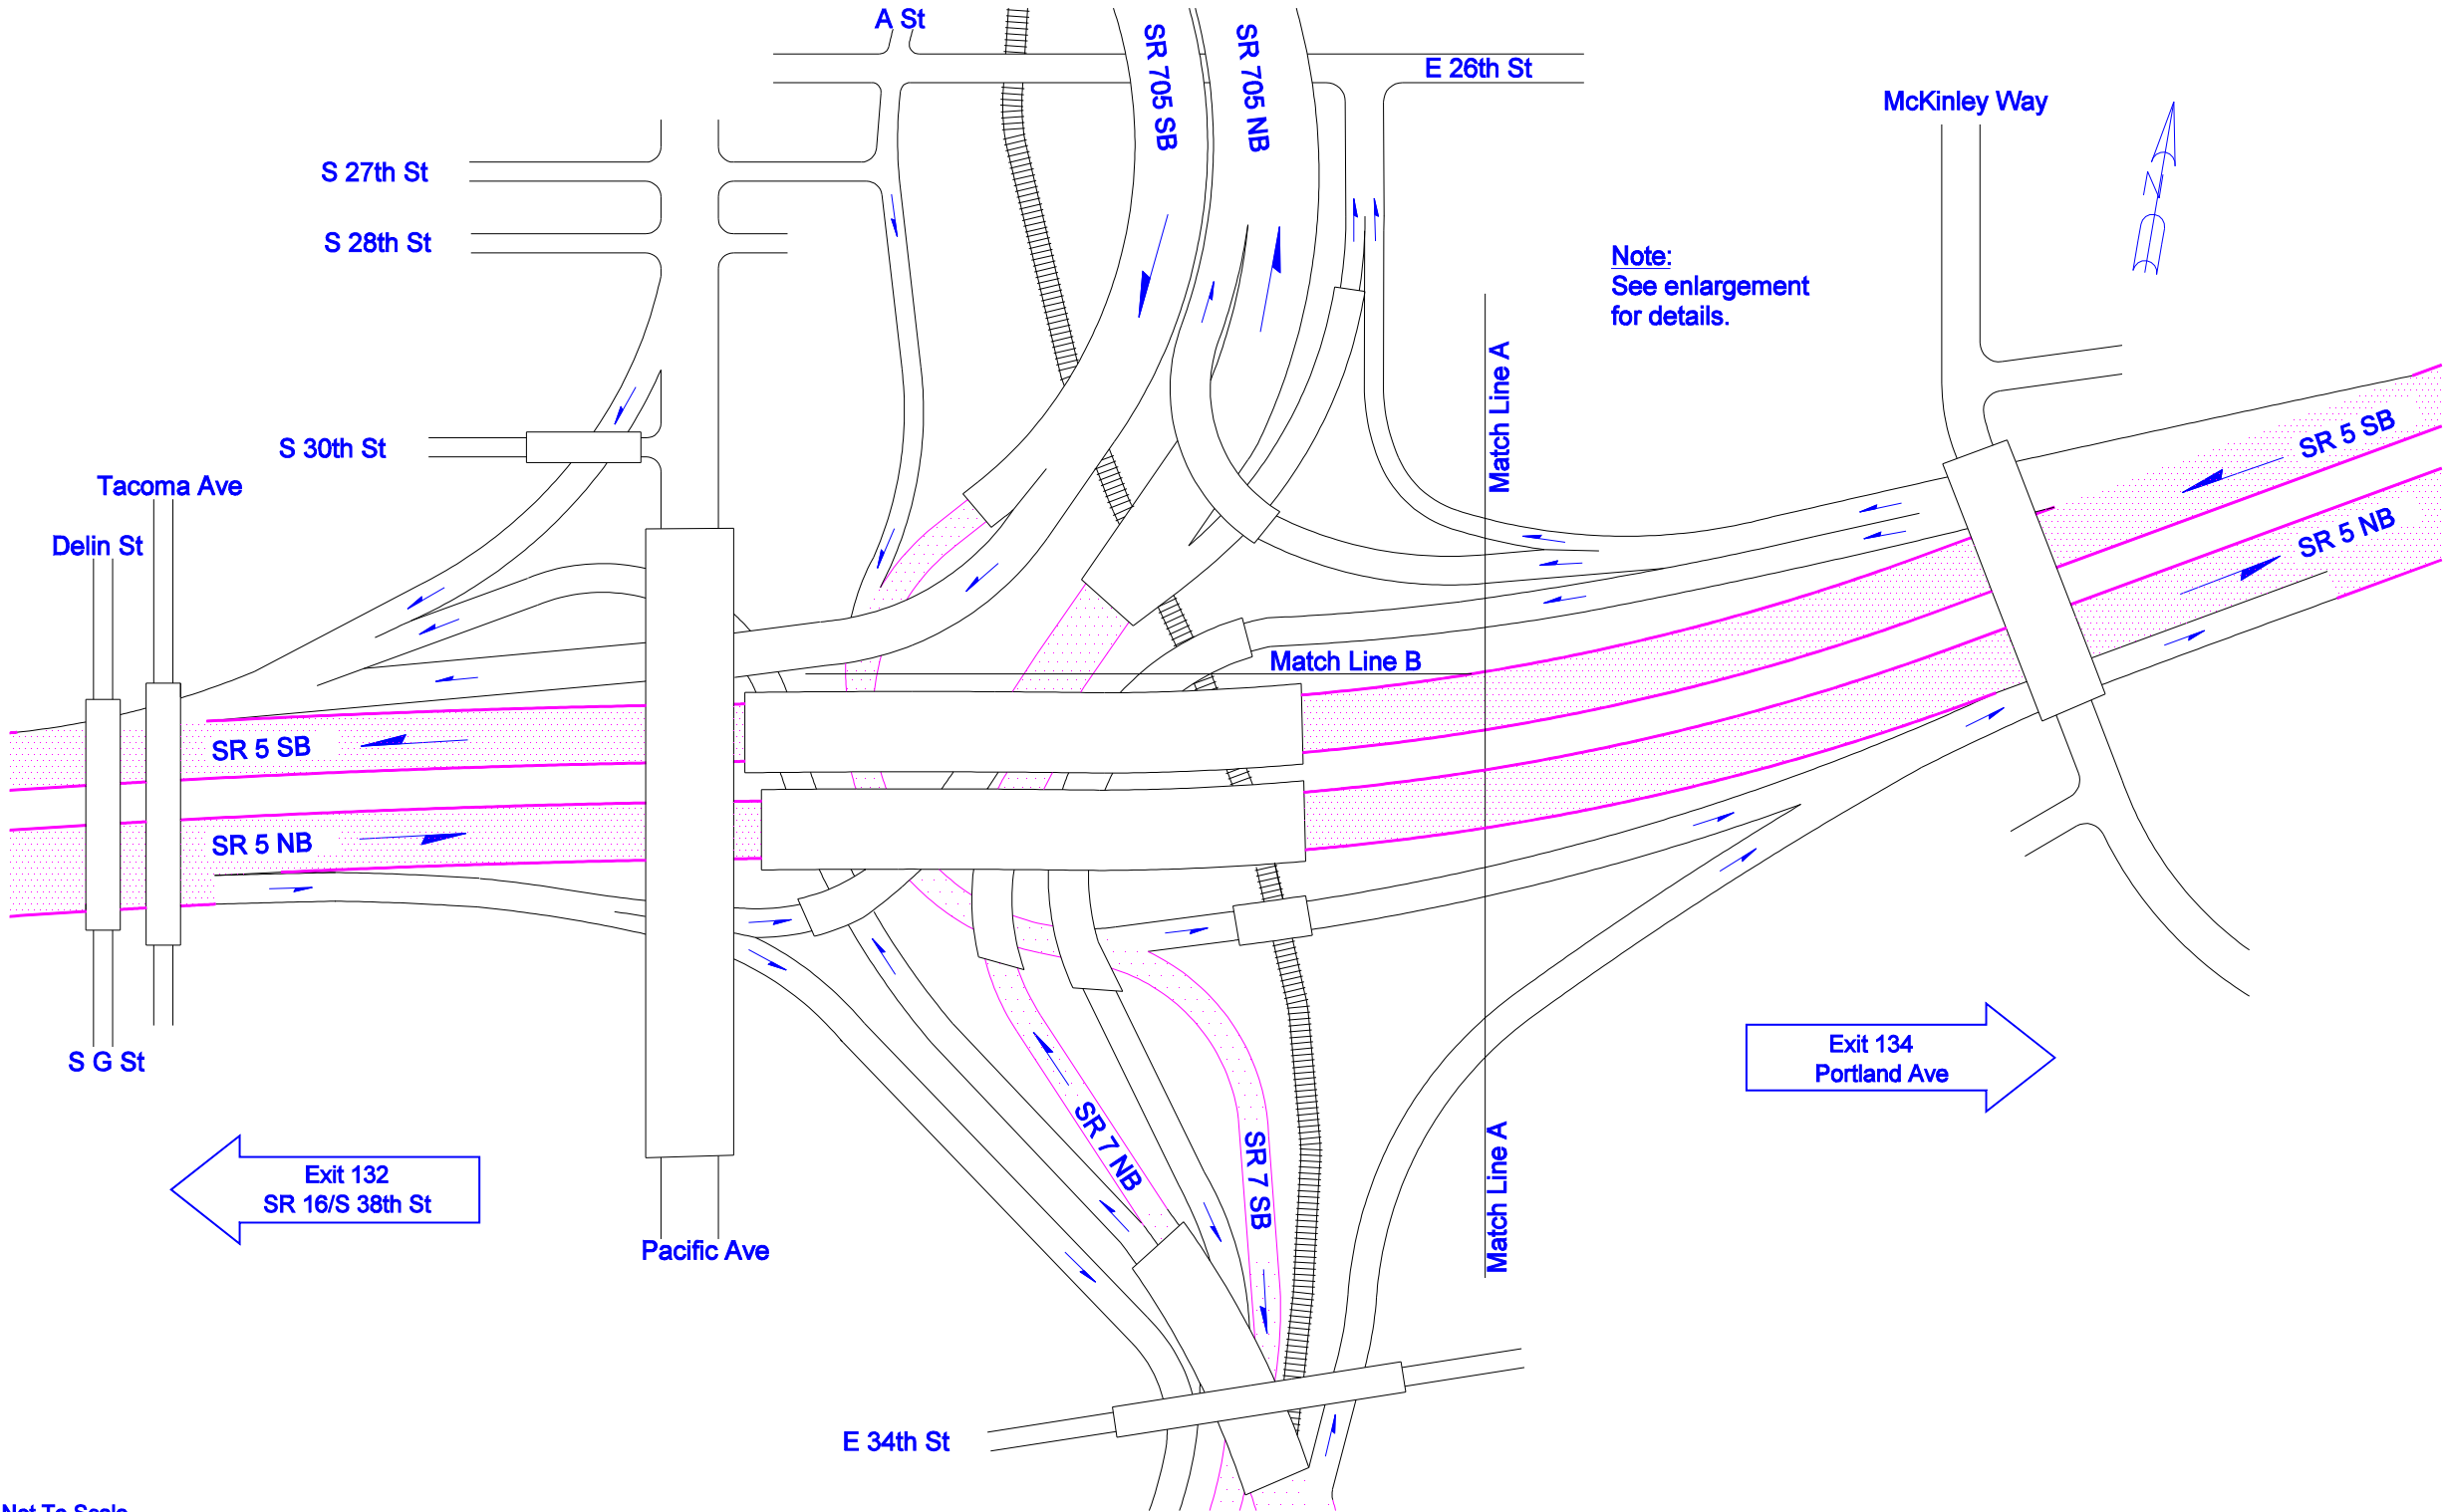 A St
SR 705 SB
SR 705 NB
E 26th St
McKinley Way
S 27th St
S 28th St
N
Note:
See enlargement
for details.
Match Line A
S 30th St
SR 5 SB
Tacoma Ave
Delin St
SR 5 NB
Match Line B
SR 5 SB
SR 5 NB
S G St
Exit 134
Portland Ave
SR 7 NB
SR 7 SB
Match Line A
Exit 132
SR 16/S 38th St
Pacific Ave
E 34th St
Not To Scale